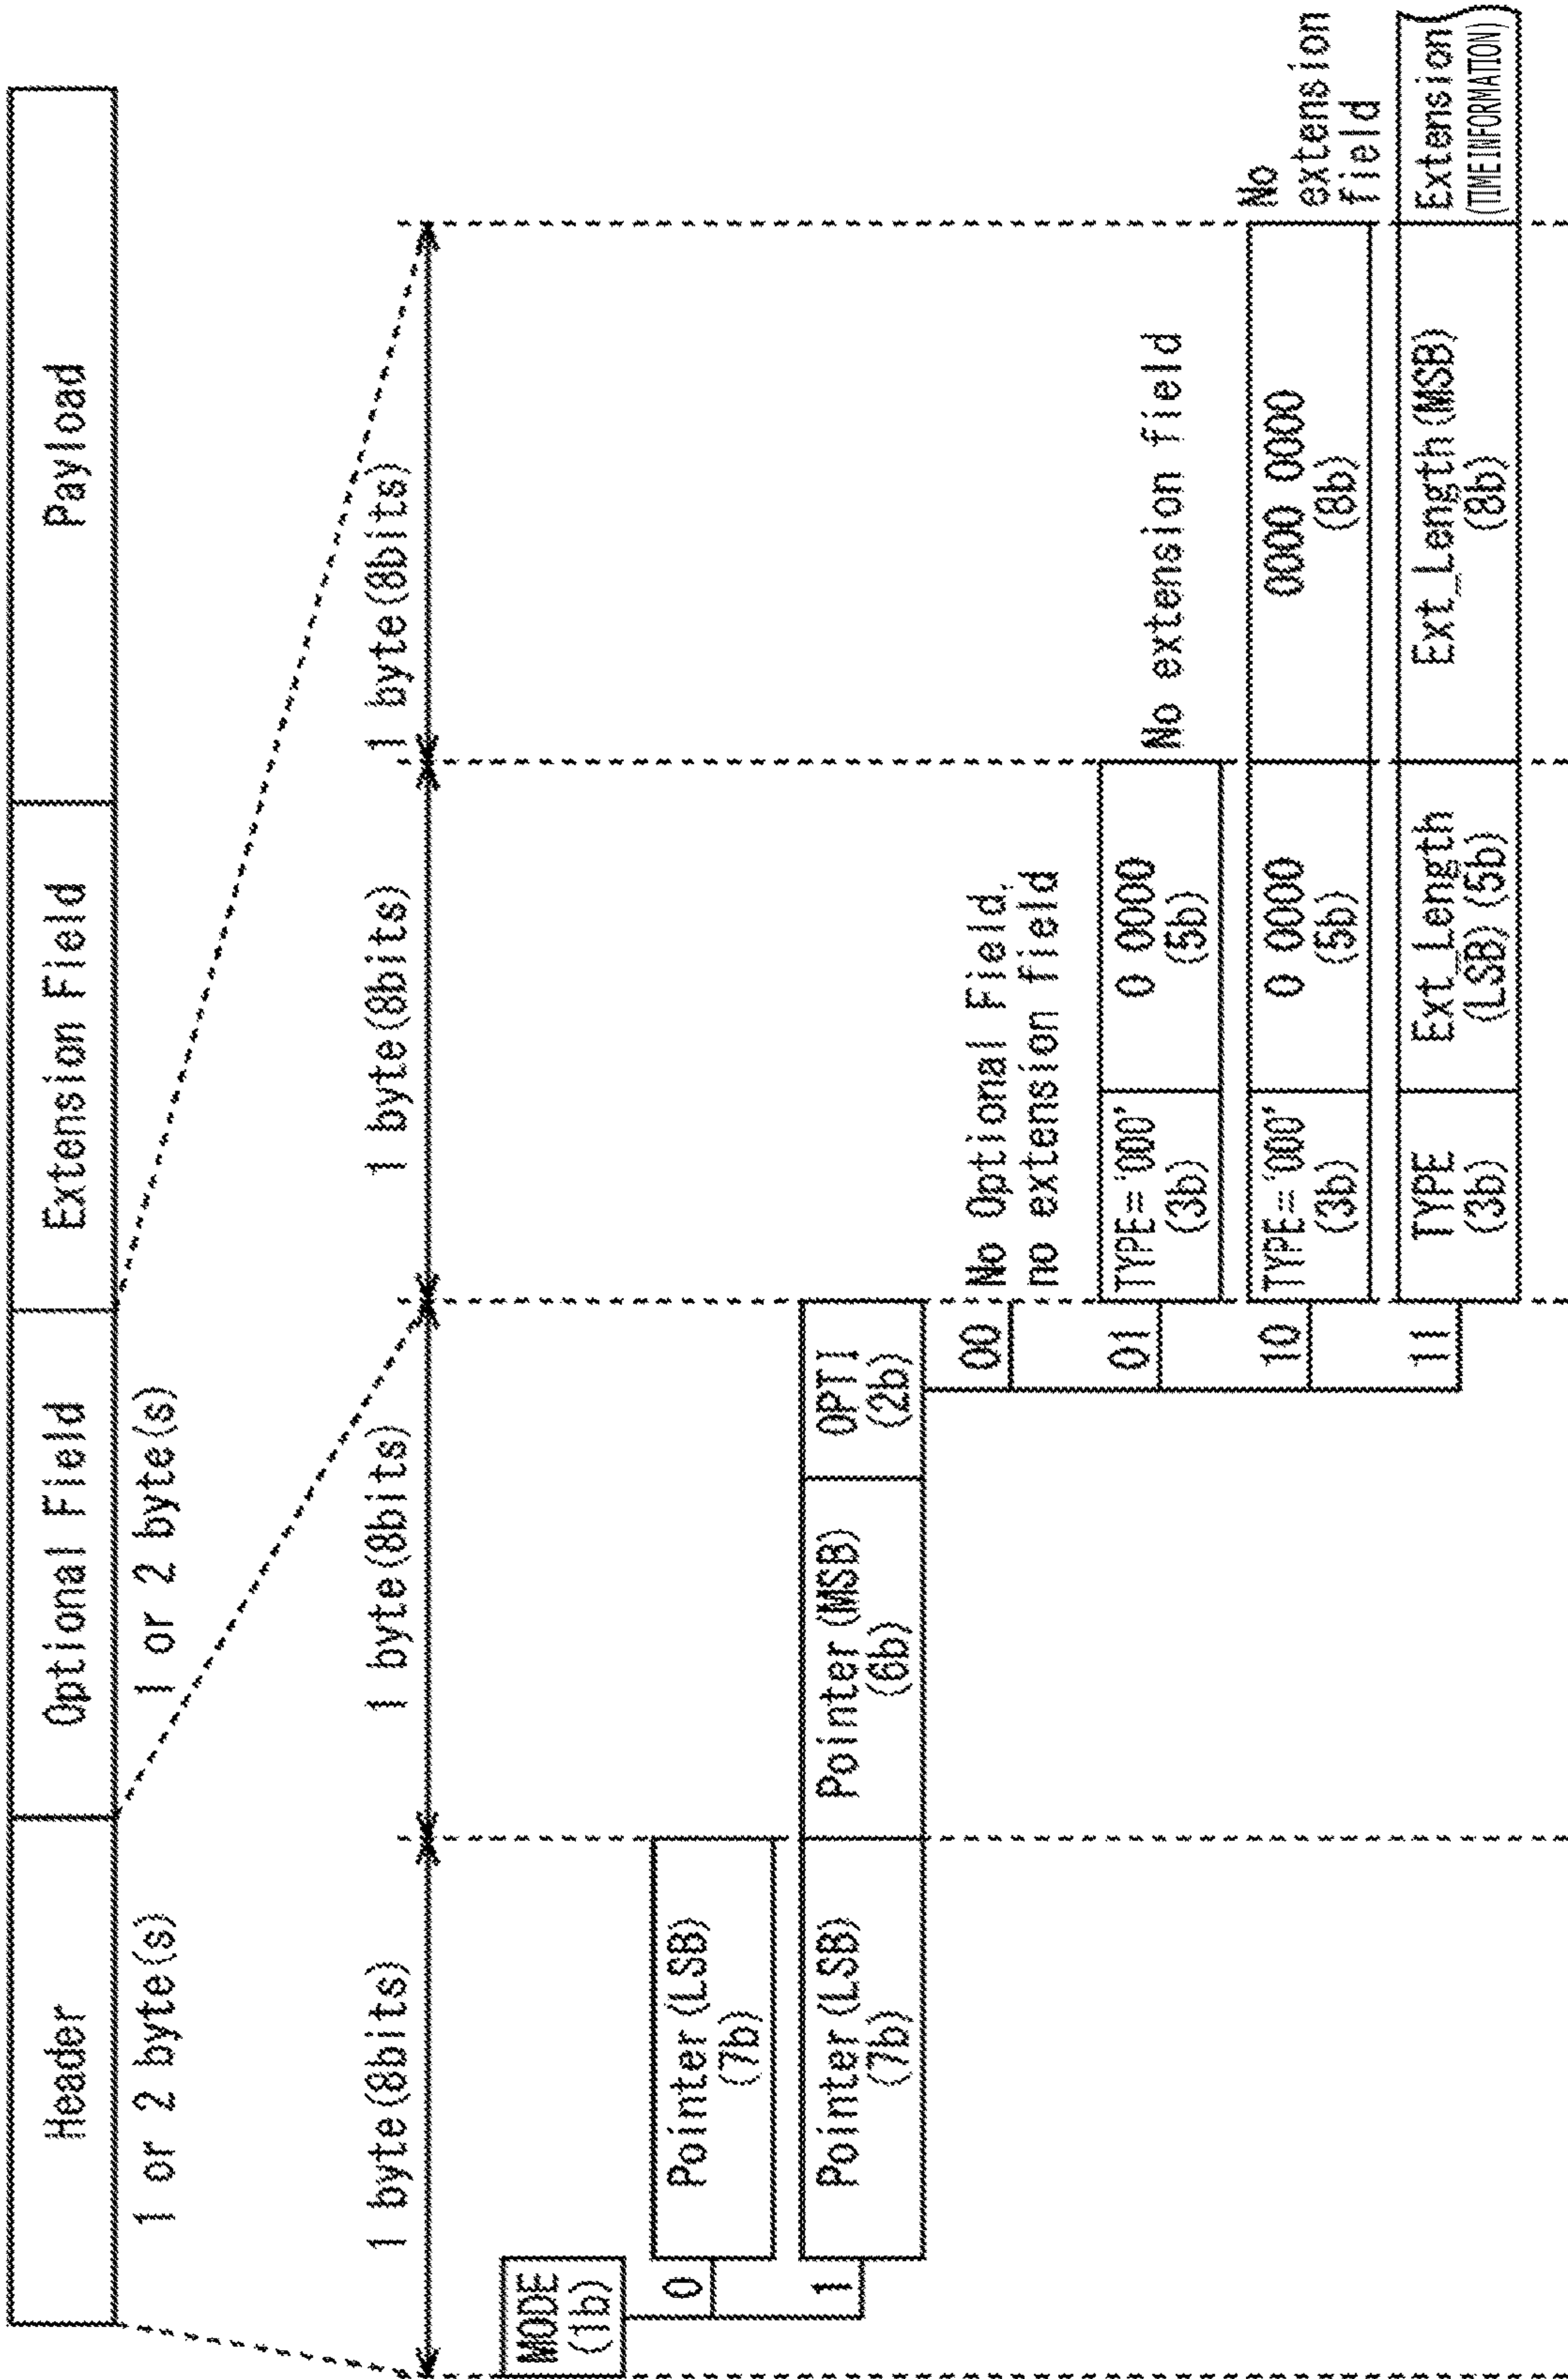 Header
Optional Field
Extension Field
Payload
1 or 2 byte(s)
1 or 2 byte(s)
1 byte(8bits)
1 byte(8bits)
1 byte(8bits)
1 byte(8bits)
MODE
(1b)
0
Pointer(LSB)
(7b)
1
Pointer(LSB)
(7b)
Pointer(MSB)
(6b)
OPTI
(2b)
00
No Optional Field,
no extension field
01
TYPE='000'
(3b)
0 0000
(5b)
No extension field
10
TYPE='000'
(3b)
0 0000
(5b)
0000 0000
(8b)
No
extension
field
11
TYPE
(3b)
Ext_Length
(LSB)(5b)
Ext_Length(MSB)
(8b)
Extension
(TIME INFORMATION)